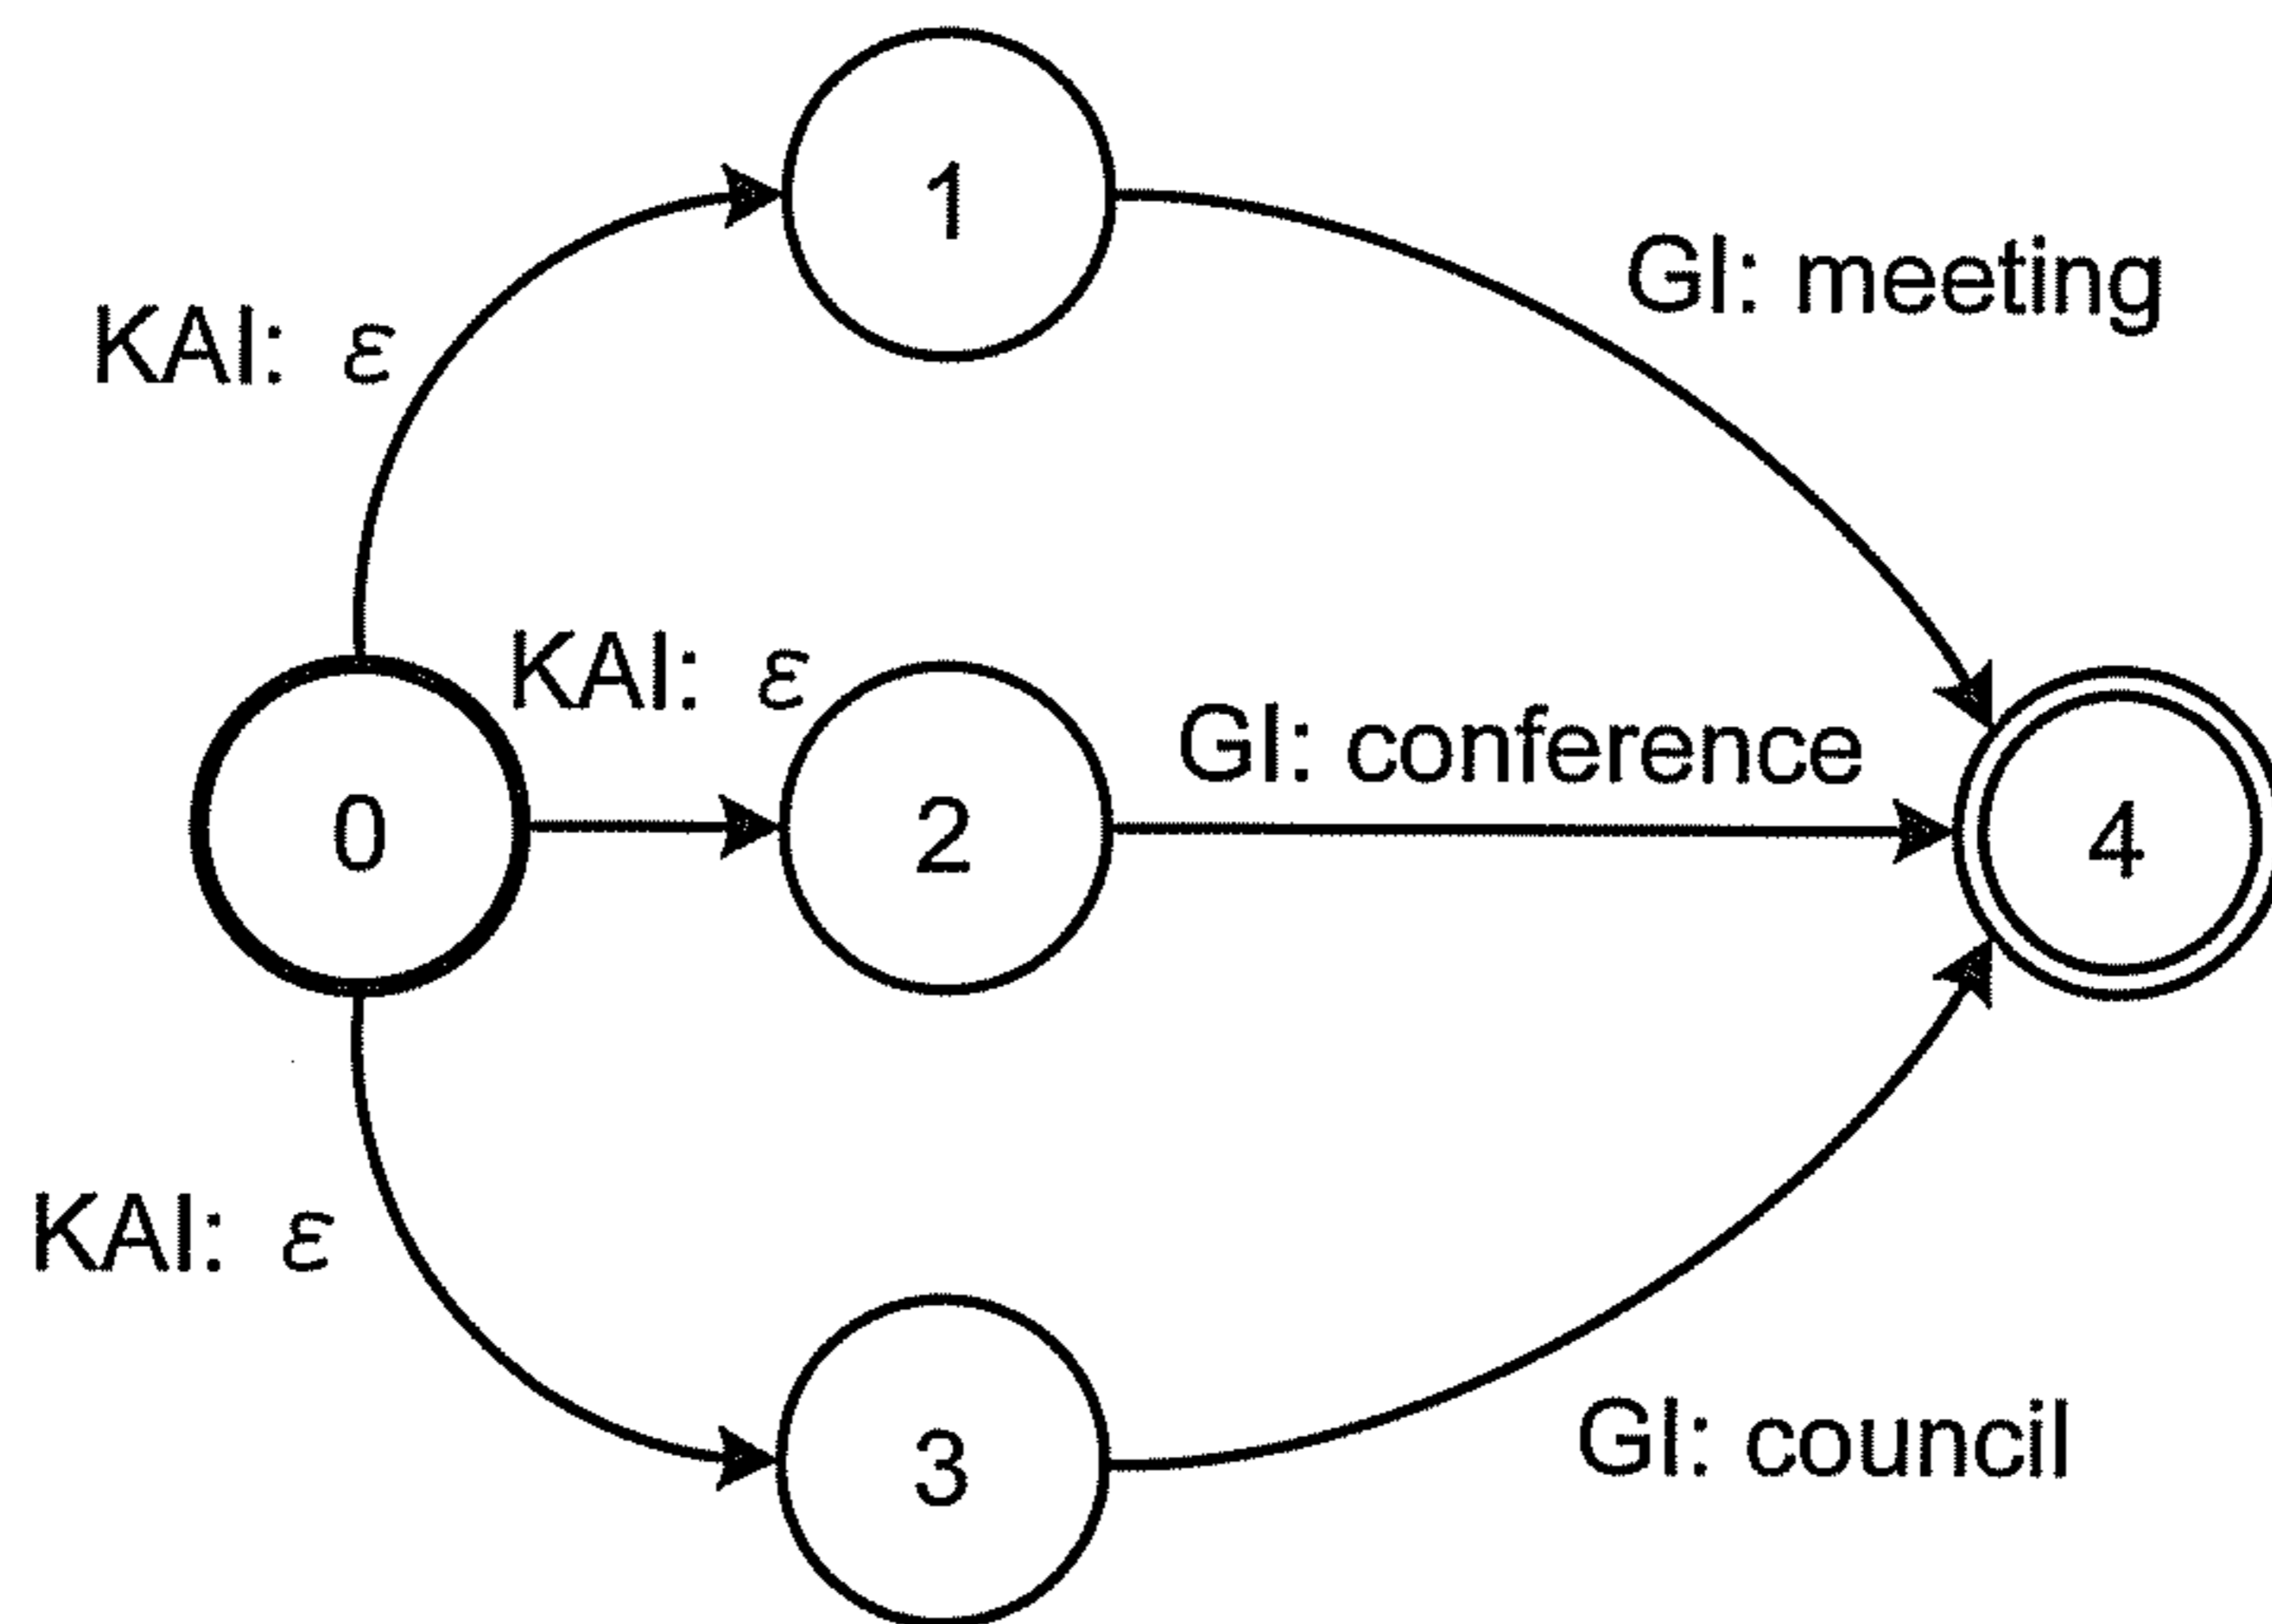 1
GI: meeting
KAI: ε
KAI: ε
GI: conference
0
2
4
KAI: ε
GI: council
3